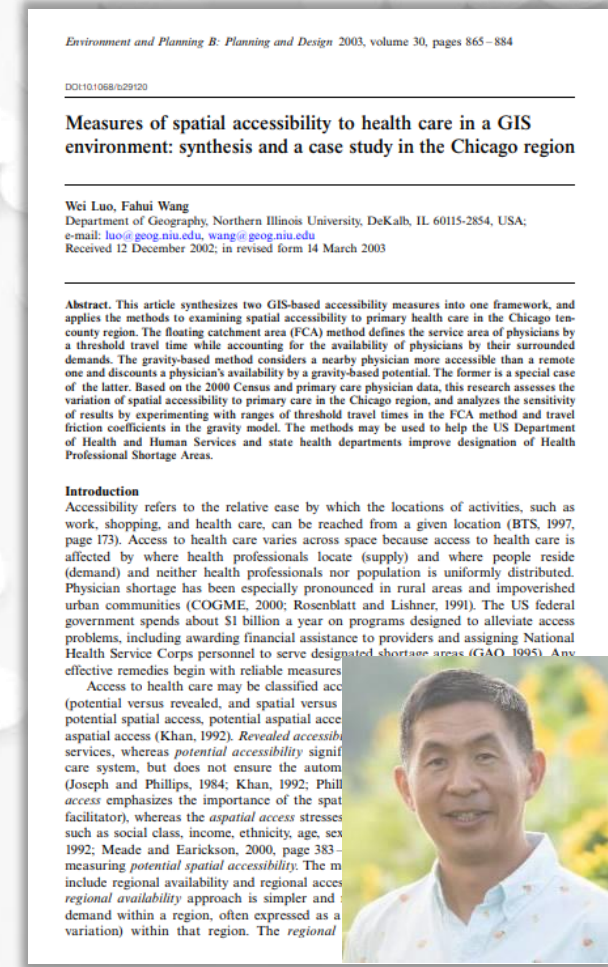 Environment and Planning B: Planning and Design 2003, volume 30, pages 865–884
DOI:10.1068/b29120
Measures of spatial accessibility to health care in a GIS
environment: synthesis and a case study in the Chicago region
Wei Luo, Fahui Wang
Department of Geography, Northern Illinois University, DeKalb, IL 60115-2854, USA;
e-mail: luo@geog.niu.edu, wang@geog.niu.edu
Received 12 December 2002; in revised form 14 March 2003
Abstract. This article synthesizes two GIS-based accessibility measures into one framework, and
applies the methods to examining spatial accessibility to primary health care in the Chicago ten-
county region. The floating catchment area (FCA) method defines the service area of physicians by
a threshold travel time while accounting for the availability of physicians by their surrounded
demands. The gravity-based method considers a nearby physician more accessible than a remote
one and discounts a physician's availability by a gravity-based potential. The former is a special case
of the latter. Based on the 2000 Census and primary care physician data, this research assesses the
variation of spatial accessibility to primary care in the Chicago region, and analyzes the sensitivity
of results by experimenting with ranges of threshold travel times in the FCA method and travel
friction coefficients in the gravity model. The methods may be used to help the US Department
of Health and Human Services and state health departments improve designation of Health
Professional Shortage Areas.
Introduction
Accessibility refers to the relative ease by which the locations of activities, such as
work, shopping, and health care, can be reached from a given location (BTS, 1997,
page 173). Access to health care varies across space because access to health care is
affected by where health professionals locate (supply) and where people reside
(demand) and neither health professionals nor population is uniformly distributed.
Physician shortage has been especially pronounced in rural areas and impoverished
urban communities (COGME, 2000; Rosenblatt and Lishner, 1991). The US federal
government spends about $1 billion a year on programs designed to alleviate access
problems, including awarding financial assistance to providers and assigning National
Health Service Corps personnel to serve designated shortage areas (GAO, 1995). Any
effective remedies begin with reliable measures
Access to health care may be classified acc
(potential versus revealed, and spatial versus
potential spatial access, potential aspatial acce
aspatial access (Khan, 1992). Revealed accessibi
services, whereas potential accessibility signif
care system, but does not ensure the autom
(Joseph and Phillips, 1984; Khan, 1992; Phill
access emphasizes the importance of the spat
facilitator), whereas the aspatial access stresses
such as social class, income, ethnicity, age, sex
1992; Meade and Earickson, 2000, page 383–
measuring potential spatial accessibility. The m
include regional availability and regional acces
regional availability approach is simpler and
demand within a region, often expressed as a
variation) within that region. The regional